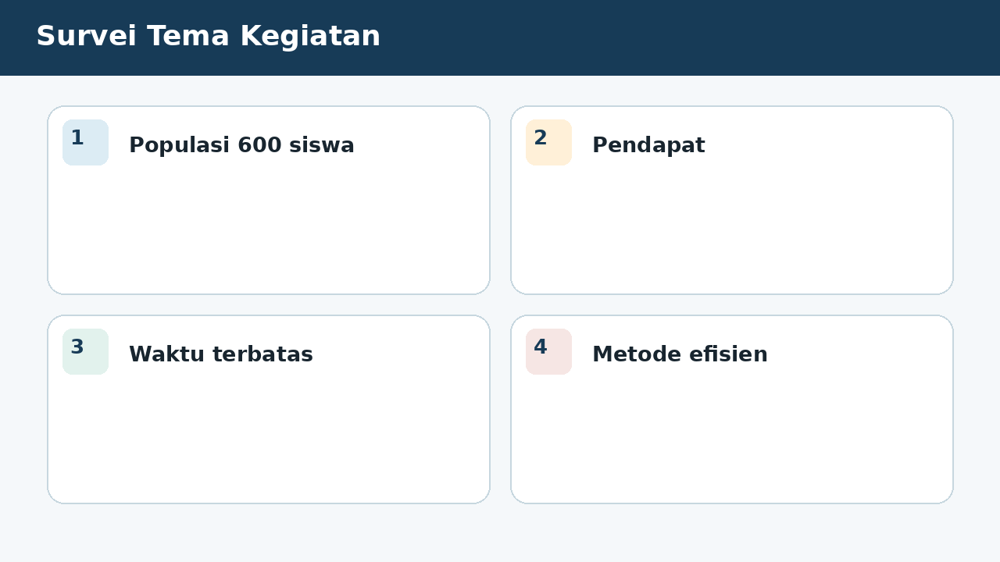 Survei Tema Kegiatan
1
Populasi 600 siswa
2
Pendapat
3
Waktu terbatas
4
Metode efisien